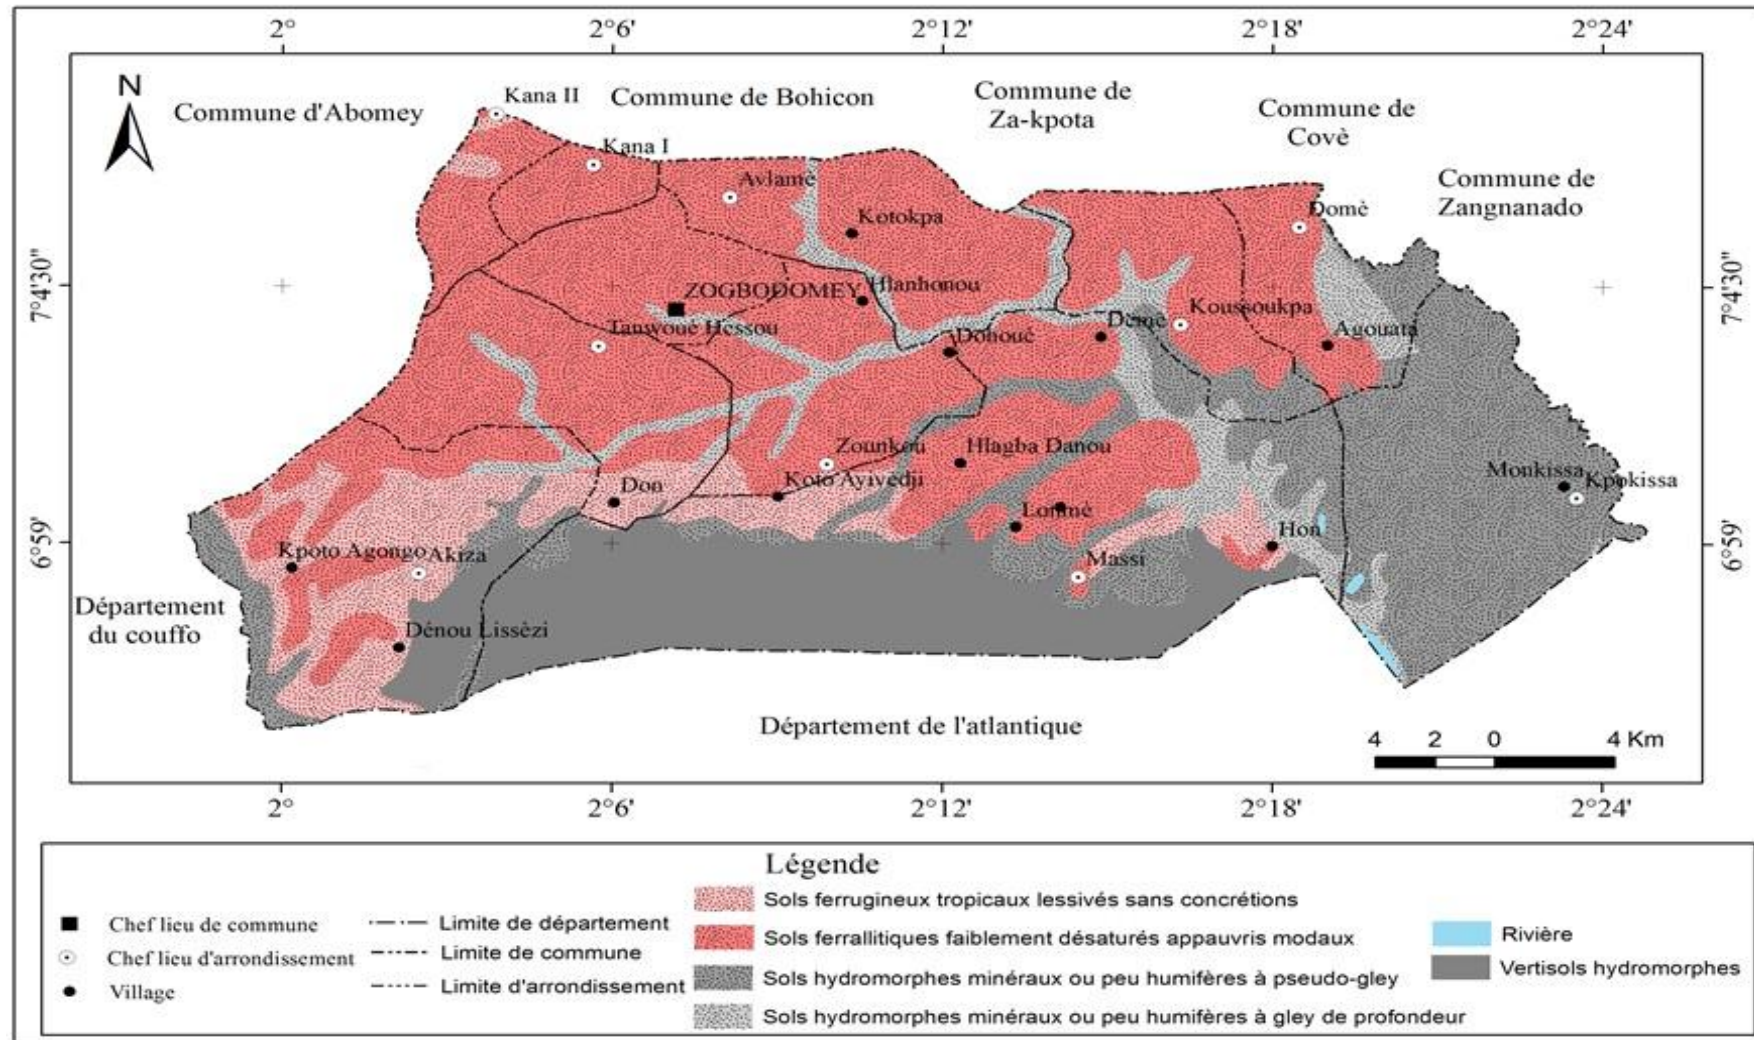 2° 2°6' 2°12' 2°18' 2°24'
N
Kana II
Commune d'Abomey
Commune de Bohicon
Commune de
Za-kpota
Commune de
Covè
Kana I
Avlamè
Commune de
Zangnanado
Kotokpa
Domè
7°4'30"
7°4'30"
ZOGBODOMEY
Hlanhonou
Koussoukpa
Tanwoué Hessou
Dohoué
Démè
Agouata
Zounkou
Hlagba Danou
Monkissa
Kpokissa
Don
Koto Ayivèdji
Lommè
Hon
6°59'
6°59'
Kpoto Agongo
Akiza
Massi
Département
du couffo
Dénou Lissèzi
Département de l'atlantique
4 2 0 4 Km
2° 2°6' 2°12' 2°18' 2°24'
Légende
Chef lieu de commune
Chef lieu d'arrondissement
Village
Limite de département
Limite de commune
Limite d'arrondissement
Sols ferrugineux tropicaux lessivés sans concrétions
Sols ferrallitiques faiblement désaturés appauvris modaux
Sols hydromorphes minéraux ou peu humifères à pseudo-gley
Sols hydromorphes minéraux ou peu humifères à gley de profondeur
Rivière
Vertisols hydromorphes